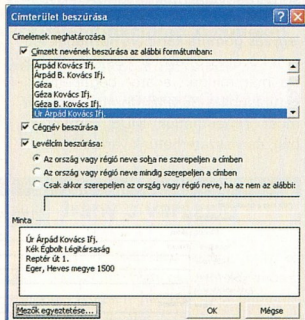 Címterület beszúrása
Címelemek meghatározása
Címzett nevének beszúrása az alábbi formátumban:
Árpád Kovács Ifj.
Árpád B. Kovács Ifj.
Géza
Géza Kovács Ifj.
Géza B. Kovács Ifj.
Úr Árpád Kovács Ifj.
Cégnév beszúrása
Levélcím beszúrása:
Az ország vagy régió neve soha ne szerepeljen a címben
Az ország vagy régió neve mindig szerepeljen a címben
Csak akkor szerepeljen az ország vagy régió neve, ha az nem az alábbi:
Minta
Úr Árpád Kovács Ifj.
Kék Égbolt Légitársaság
Reptér út 1.
Eger, Heves megye 1500
Mezők egyeztetése...
OK
Mégse